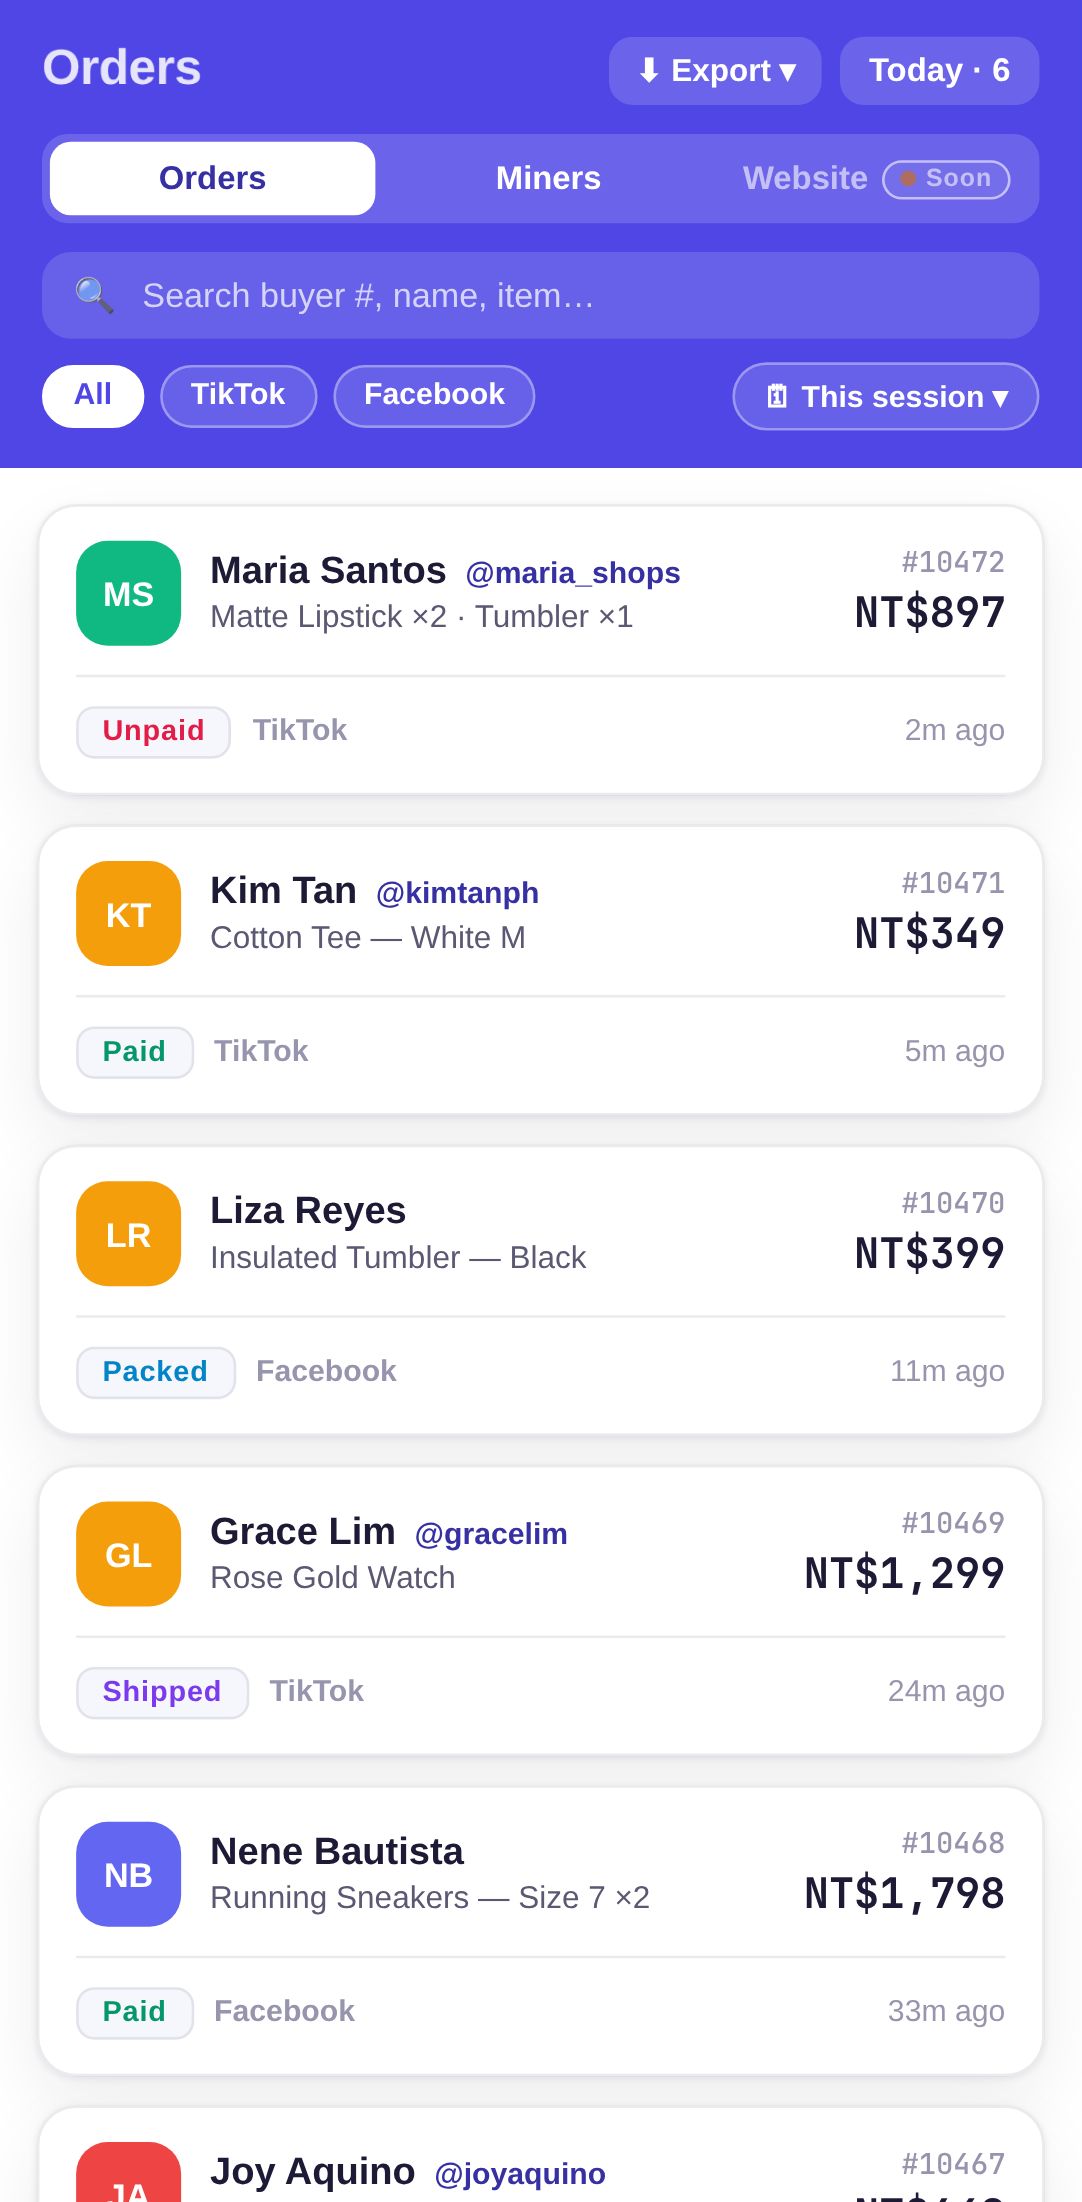 Orders
⬇ Export ▾
Today · 6
Orders
Miners
Website
Soon
🔍 Search buyer #, name, item…
All
TikTok
Facebook
🗓 This session ▾
MS
Maria Santos @maria_shops
#10472
Matte Lipstick ×2 · Tumbler ×1
NT$897
Unpaid
TikTok
2m ago
KT
Kim Tan @kimtanph
#10471
Cotton Tee — White M
NT$349
Paid
TikTok
5m ago
LR
Liza Reyes
#10470
Insulated Tumbler — Black
NT$399
Packed
Facebook
11m ago
GL
Grace Lim @gracelim
#10469
Rose Gold Watch
NT$1,299
Shipped
TikTok
24m ago
NB
Nene Bautista
#10468
Running Sneakers — Size 7 ×2
NT$1,798
Paid
Facebook
33m ago
JA
Joy Aquino @joyaquino
#10467